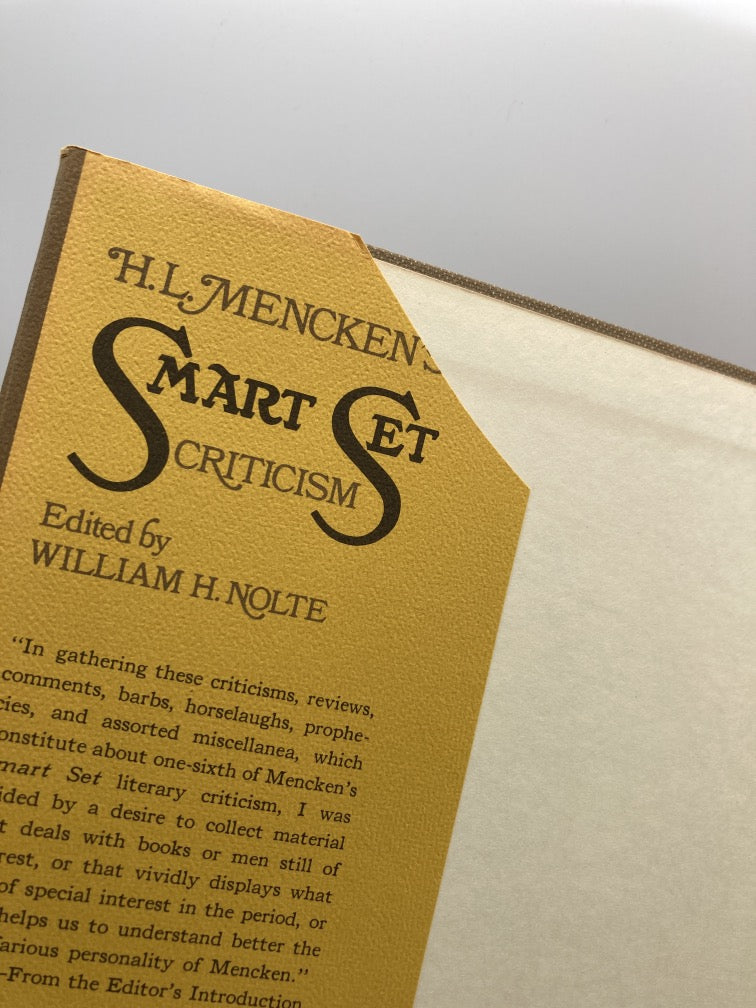 H.L. MENCKEN'S
SMART SET
CRITICISM
Edited by
WILLIAM H. NOLTE
"In gathering these criticisms, reviews,
comments, barbs, horselaughs, prophe-
cies, and assorted miscellanea, which
onstitute about one-sixth of Mencken's
mart Set literary criticism, I was
ided by a desire to collect material
t deals with books or men still of
rest, or that vividly displays what
of special interest in the period, or
helps us to understand better the
farious personality of Mencken."
—From the Editor's Introduction